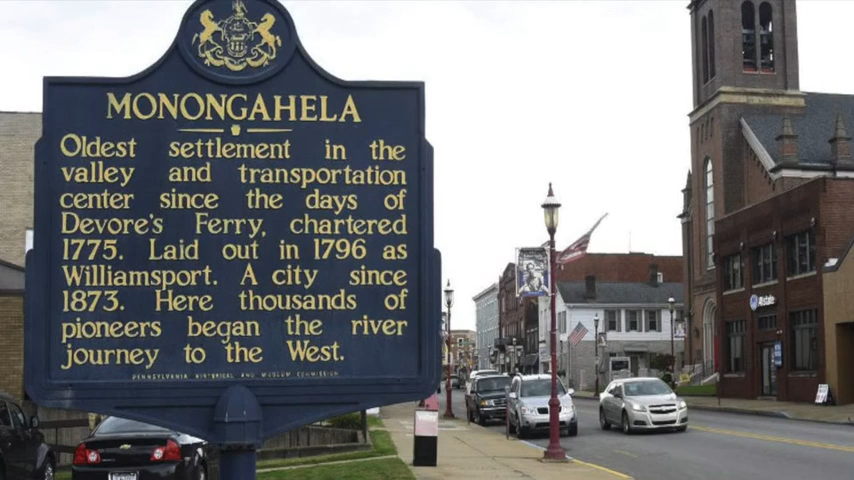 MONONGAHELA
Oldest settlement in the
valley and transportation
center since the days of
Devore's Ferry, chartered
1775. Laid out in 1796 as
Williamsport. A city since
1873. Here thousands of
pioneers began the river
journey to the West.
PENNSYLVANIA HISTORICAL AND MUSEUM COMMISSION
Allstate